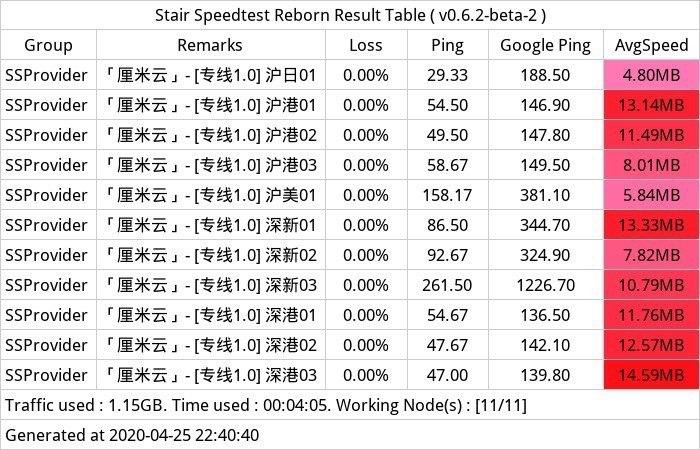 Stair Speedtest Reborn Result Table ( v0.6.2-beta-2 )
Group Remarks Loss Ping Google Ping AvgSpeed
SSProvider 「厘米云」- [专线1.0] 沪日01 0.00% 29.33 188.50 4.80MB
SSProvider 「厘米云」- [专线1.0] 沪港01 0.00% 54.50 146.90 13.14MB
SSProvider 「厘米云」- [专线1.0] 沪港02 0.00% 49.50 147.80 11.49MB
SSProvider 「厘米云」- [专线1.0] 沪港03 0.00% 58.67 149.50 8.01MB
SSProvider 「厘米云」- [专线1.0] 沪美01 0.00% 158.17 381.10 5.84MB
SSProvider 「厘米云」- [专线1.0] 深新01 0.00% 86.50 344.70 13.33MB
SSProvider 「厘米云」- [专线1.0] 深新02 0.00% 92.67 324.90 7.82MB
SSProvider 「厘米云」- [专线1.0] 深新03 0.00% 261.50 1226.70 10.79MB
SSProvider 「厘米云」- [专线1.0] 深港01 0.00% 54.67 136.50 11.76MB
SSProvider 「厘米云」- [专线1.0] 深港02 0.00% 47.67 142.10 12.57MB
SSProvider 「厘米云」- [专线1.0] 深港03 0.00% 47.00 139.80 14.59MB
Traffic used : 1.15GB. Time used : 00:04:05. Working Node(s) : [11/11]
Generated at 2020-04-25 22:40:40